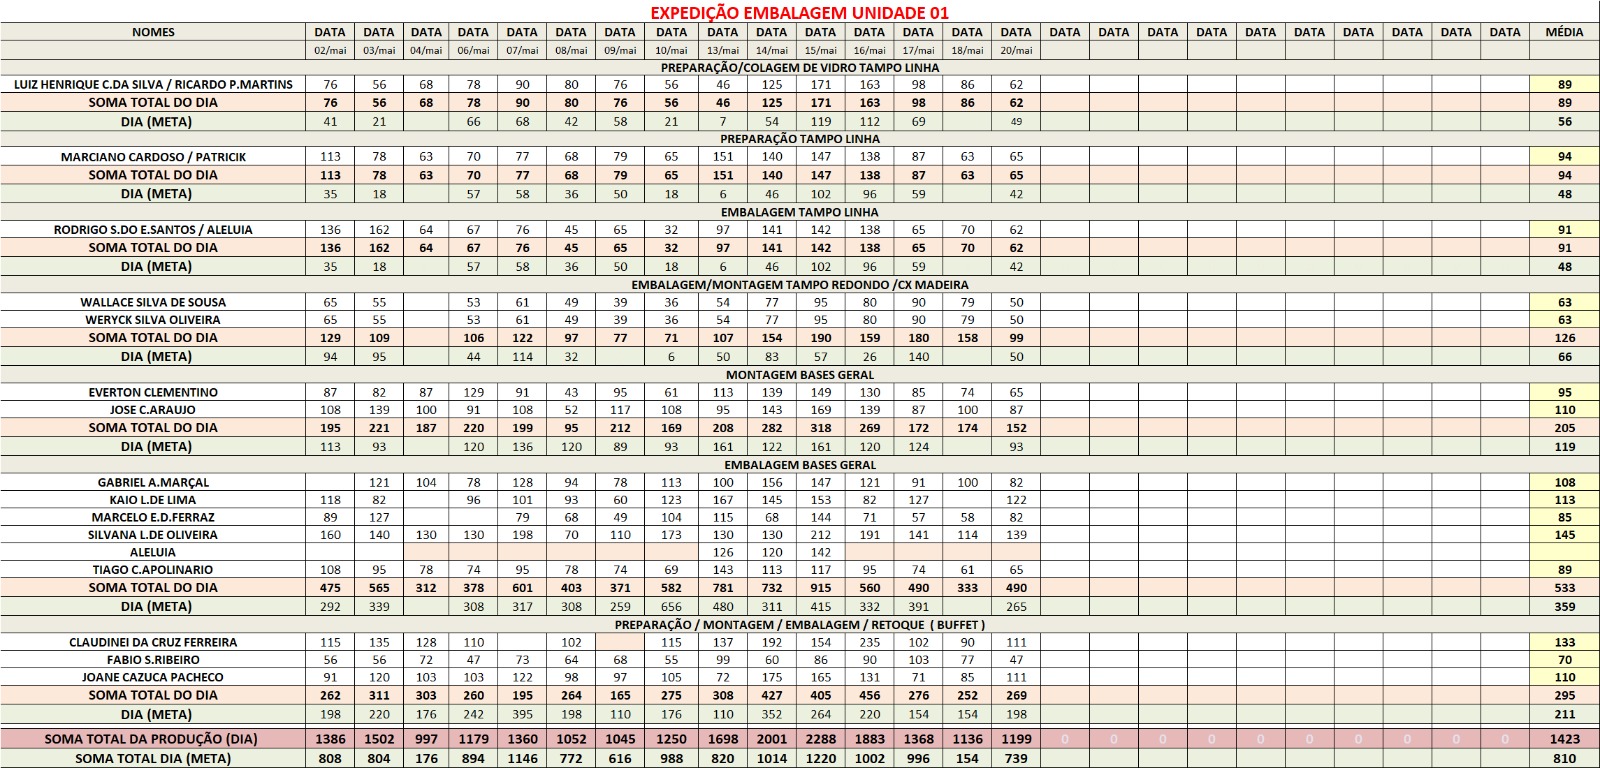 EXPEDIÇÃO EMBALAGEM UNIDADE 01
NOMES DATA DATA DATA DATA DATA DATA DATA DATA DATA DATA DATA DATA DATA DATA DATA DATA DATA DATA DATA DATA DATA DATA DATA DATA DATA MÉDIA
02/mai 03/mai 04/mai 06/mai 07/mai 08/mai 09/mai 10/mai 13/mai 14/mai 15/mai 16/mai 17/mai 18/mai 20/mai
PREPARAÇÃO/COLAGEM DE VIDRO TAMPO LINHA
LUIZ HENRIQUE C.DA SILVA / RICARDO P.MARTINS 76 56 68 78 90 80 76 56 46 125 171 163 98 86 62 89
SOMA TOTAL DO DIA 76 56 68 78 90 80 76 56 46 125 171 163 98 86 62 89
DIA (META) 41 21 66 68 42 58 21 7 54 119 112 69 49 56
PREPARAÇÃO TAMPO LINHA
MARCIANO CARDOSO / PATRICIK 113 78 63 70 77 68 79 65 151 140 147 138 87 63 65 94
SOMA TOTAL DO DIA 113 78 63 70 77 68 79 65 151 140 147 138 87 63 65 94
DIA (META) 35 18 57 58 36 50 18 6 46 102 96 59 42 48
EMBALAGEM TAMPO LINHA
RODRIGO S.DO E.SANTOS / ALELUIA 136 162 64 67 76 45 65 32 97 141 142 138 65 70 62 91
SOMA TOTAL DO DIA 136 162 64 67 76 45 65 32 97 141 142 138 65 70 62 91
DIA (META) 35 18 57 58 36 50 18 6 46 102 96 59 42 48
EMBALAGEM/MONTAGEM TAMPO REDONDO /CX MADEIRA
WALLACE SILVA DE SOUSA 65 55 53 61 49 39 36 54 77 95 80 90 79 50 63
WERYCK SILVA OLIVEIRA 65 55 53 61 49 39 36 54 77 95 80 90 79 50 63
SOMA TOTAL DO DIA 129 109 106 122 97 77 71 107 154 190 159 180 158 99 126
DIA (META) 94 95 44 114 32 6 50 83 57 26 140 50 66
MONTAGEM BASES GERAL
EVERTON CLEMENTINO 87 82 87 129 91 43 95 61 113 139 149 130 85 74 65 95
JOSE C.ARAUJO 108 139 100 91 108 52 117 108 95 143 169 139 87 100 87 110
SOMA TOTAL DO DIA 195 221 187 220 199 95 212 169 208 282 318 269 172 174 152 205
DIA (META) 113 93 120 136 120 89 93 161 122 161 120 124 93 119
EMBALAGEM BASES GERAL
GABRIEL A.MARÇAL 121 104 78 128 94 78 113 100 156 147 121 91 100 82 108
KAIO L.DE LIMA 118 82 96 101 93 60 123 167 145 153 82 127 122 113
MARCELO E.D.FERRAZ 89 127 79 68 49 104 115 68 144 71 57 58 82 85
SILVANA L.DE OLIVEIRA 160 140 130 130 198 70 110 173 130 130 212 191 141 114 139 145
ALELUIA 126 120 142
TIAGO C.APOLINARIO 108 95 78 74 95 78 74 69 143 113 117 95 74 61 65 89
SOMA TOTAL DO DIA 475 565 312 378 601 403 371 582 781 732 915 560 490 333 490 533
DIA (META) 292 339 308 317 308 259 656 480 311 415 332 391 265 359
PREPARAÇÃO / MONTAGEM / EMBALAGEM / RETOQUE ( BUFFET )
CLAUDINEI DA CRUZ FERREIRA 115 135 128 110 102 115 137 192 154 235 102 90 111 133
FABIO S.RIBEIRO 56 56 72 47 73 64 68 55 99 60 86 90 103 77 47 70
JOANE CAZUCA PACHECO 91 120 103 103 122 98 97 105 72 175 165 131 71 85 111 110
SOMA TOTAL DO DIA 262 311 303 260 195 264 165 275 308 427 405 456 276 252 269 295
DIA (META) 198 220 176 242 395 198 110 176 110 352 264 220 154 154 198 211
SOMA TOTAL DA PRODUÇÃO (DIA) 1386 1502 997 1179 1360 1052 1045 1250 1698 2001 2288 1883 1368 1136 1199 0 0 0 0 0 0 0 0 0 0 1423
SOMA TOTAL DIA (META) 808 804 176 894 1146 772 616 988 820 1014 1220 1002 996 154 739 810